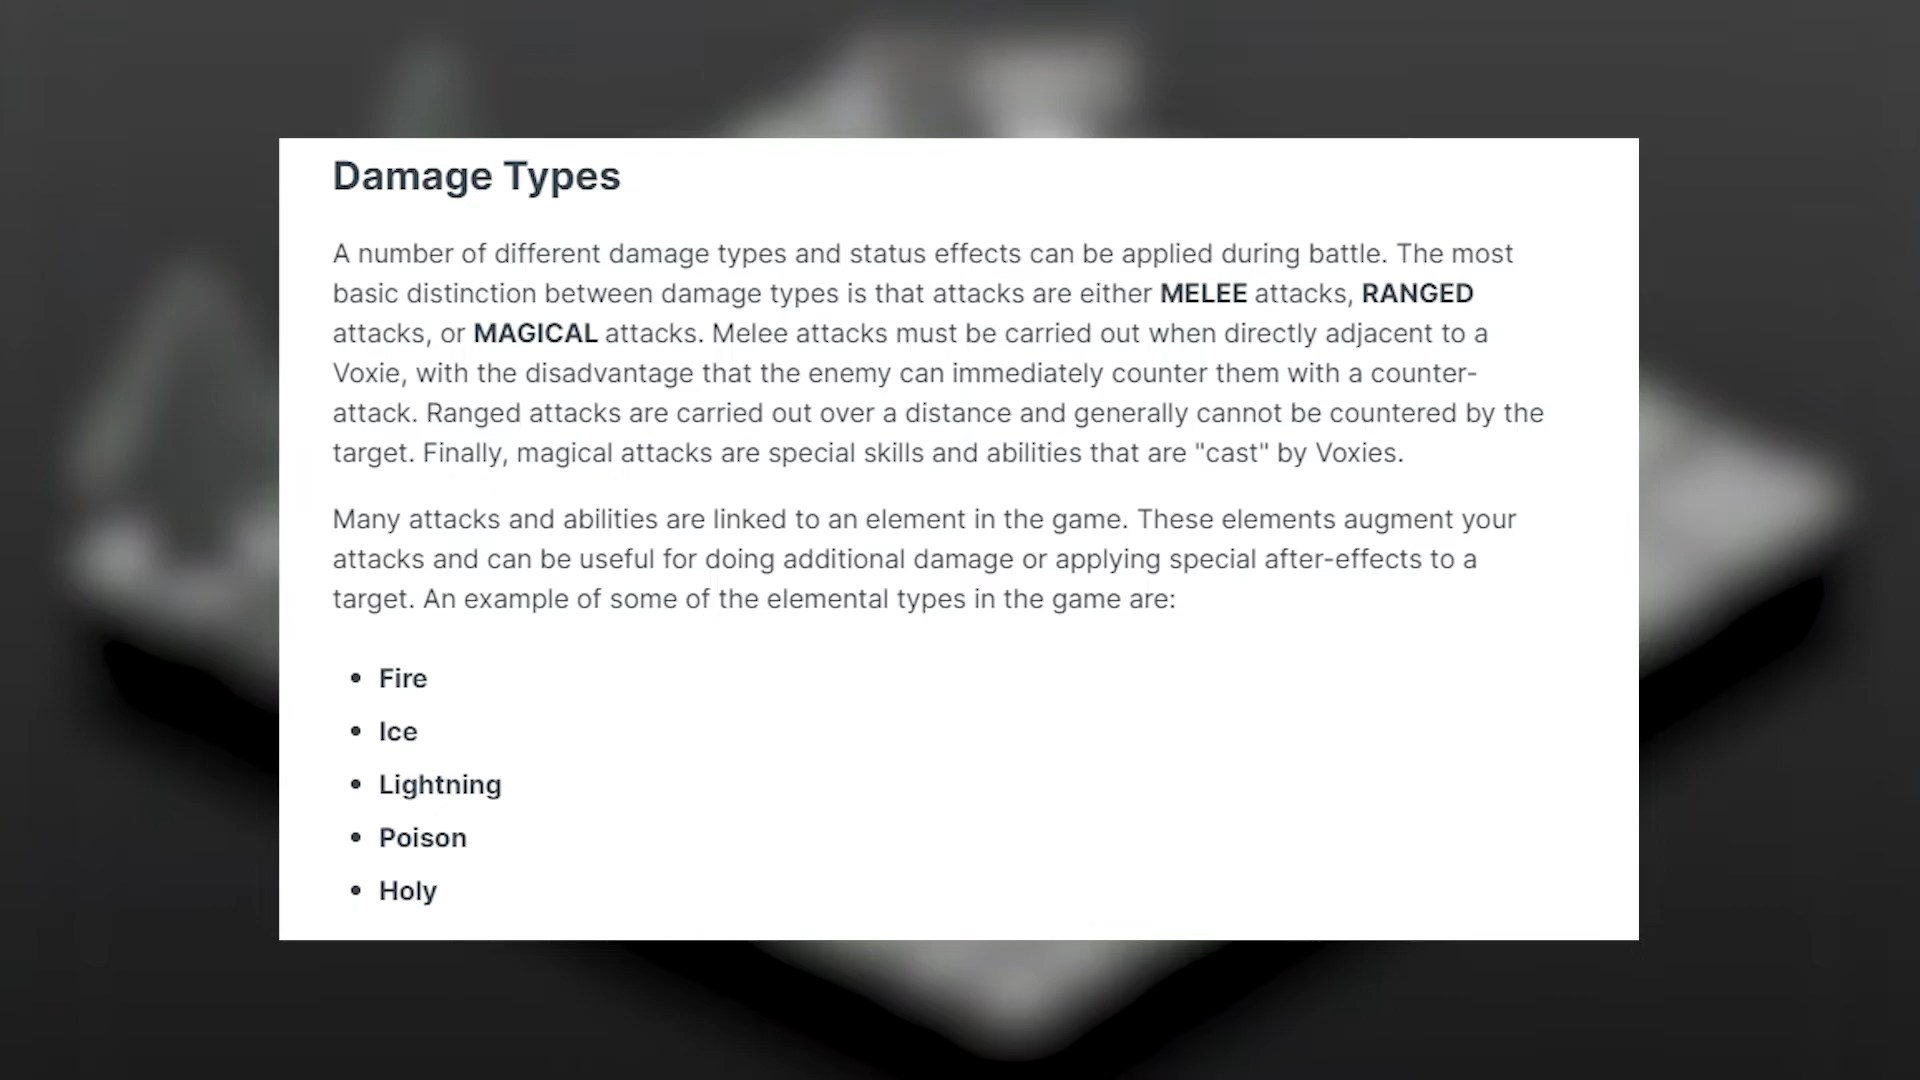 Damage Types
A number of different damage types and status effects can be applied during battle. The most
basic distinction between damage types is that attacks are either MELEE attacks, RANGED
attacks, or MAGICAL attacks. Melee attacks must be carried out when directly adjacent to a
Voxie, with the disadvantage that the enemy can immediately counter them with a counter-
attack. Ranged attacks are carried out over a distance and generally cannot be countered by the
target. Finally, magical attacks are special skills and abilities that are "cast" by Voxies.
Many attacks and abilities are linked to an element in the game. These elements augment your
attacks and can be useful for doing additional damage or applying special after-effects to a
target. An example of some of the elemental types in the game are:
• Fire
• Ice
• Lightning
• Poison
• Holy